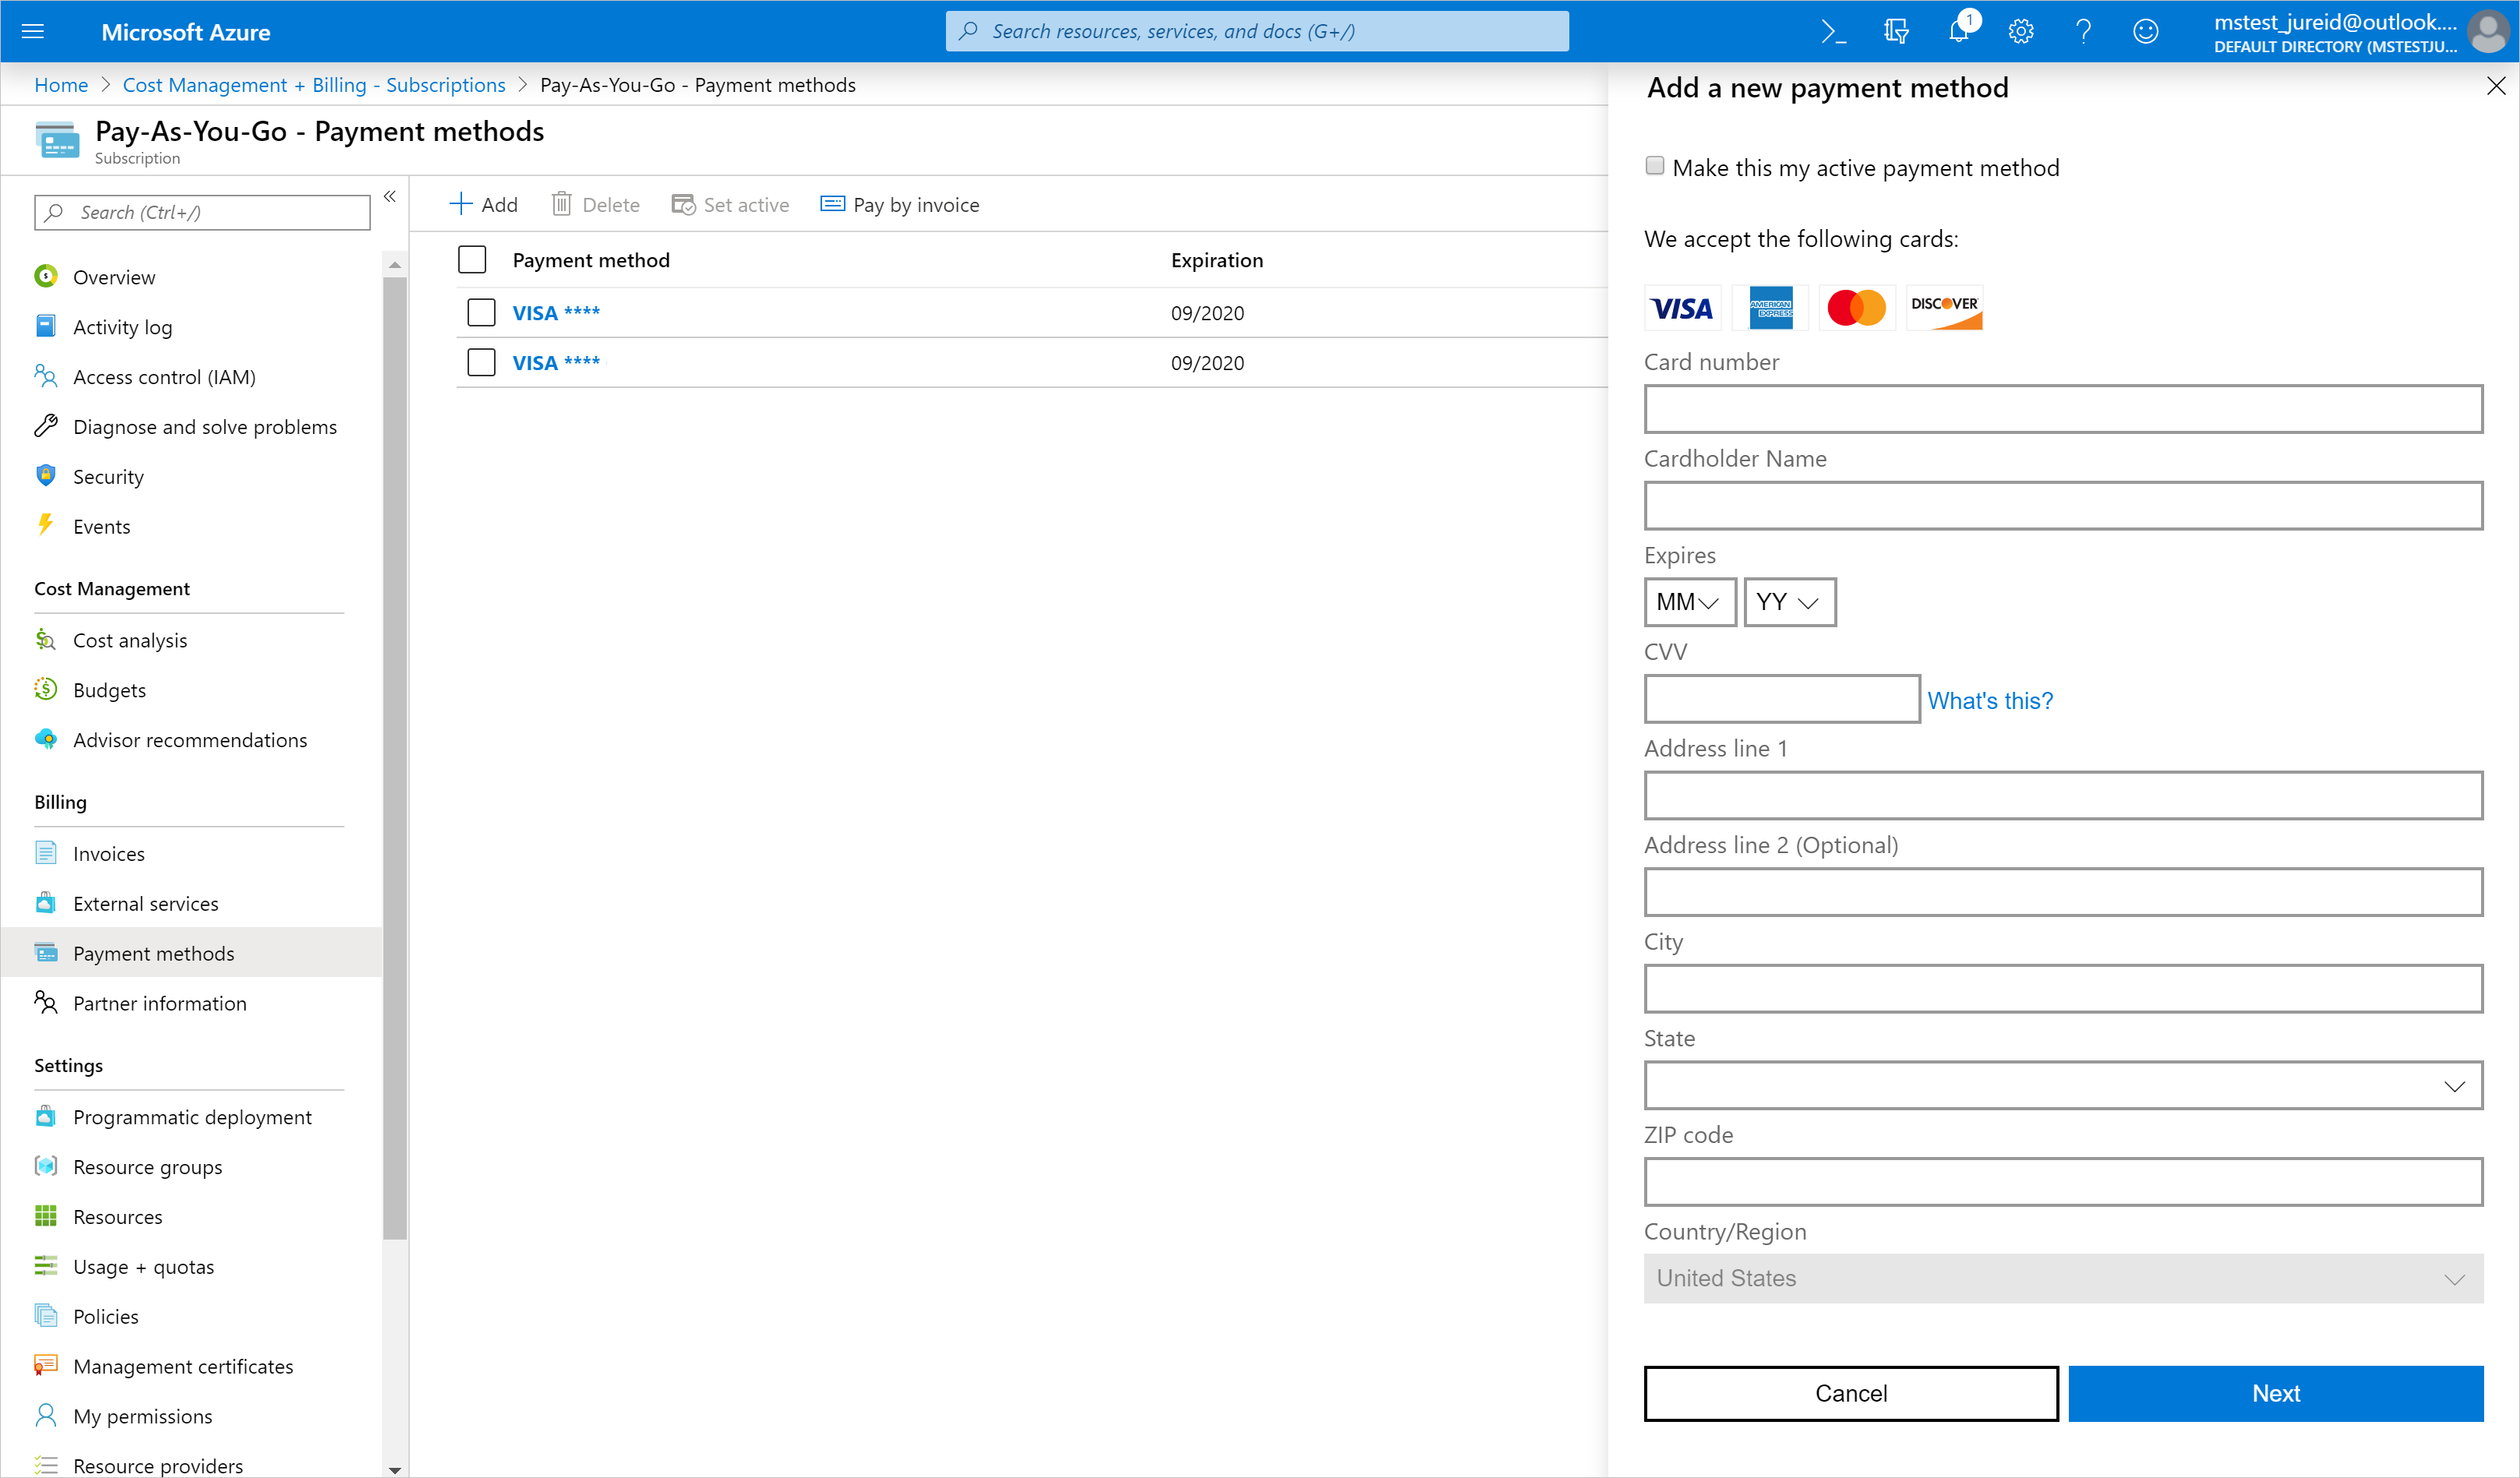 Microsoft Azure
Search resources, services, and docs (G+/)
1
mstest_jureid@outlook....
DEFAULT DIRECTORY (MSTESTJU...
Home > Cost Management + Billing - Subscriptions > Pay-As-You-Go - Payment methods
Pay-As-You-Go - Payment methods
Subscription
Search (Ctrl+/)
Overview
Activity log
Access control (IAM)
Diagnose and solve problems
Security
Events
Cost Management
Cost analysis
Budgets
Advisor recommendations
Billing
Invoices
External services
Payment methods
Partner information
Settings
Programmatic deployment
Resource groups
Resources
Usage + quotas
Policies
Management certificates
My permissions
Resource providers
Add Delete Set active Pay by invoice
Payment method Expiration
VISA **** 09/2020
VISA **** 09/2020
Add a new payment method
Make this my active payment method
We accept the following cards:
VISA AMERICAN EXPRESS DISCOVER
Card number
Cardholder Name
Expires
MM YY
CVV
What's this?
Address line 1
Address line 2 (Optional)
City
State
ZIP code
Country/Region
United States
Cancel Next